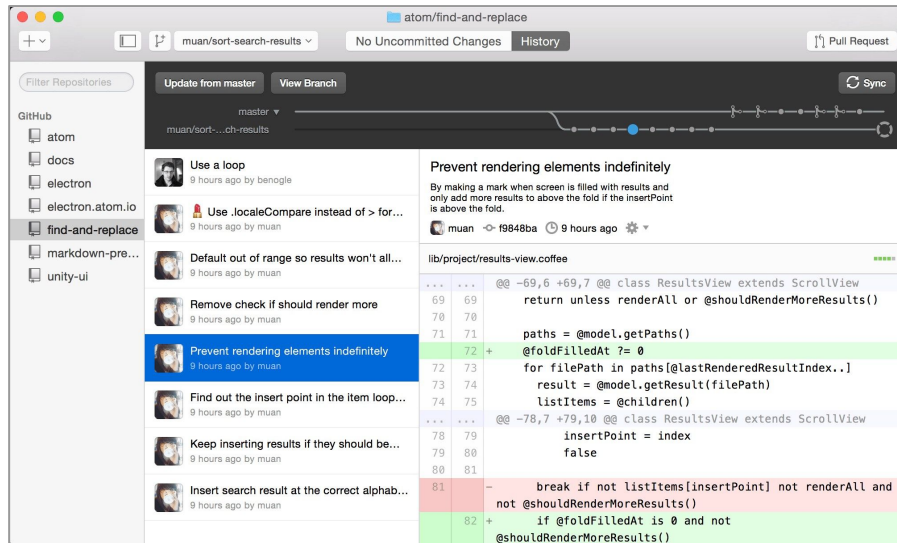 atom/find-and-replace
muan/sort-search-results
No Uncommitted Changes
History
Pull Request
Filter Repositories
GitHub
atom
docs
electron
electron.atom.io
find-and-replace
markdown-pre...
unity-ui
Update from master
View Branch
Sync
master
muan/sort-...ch-results
Use a loop
9 hours ago by benogle
💄 Use .localeCompare instead of > for...
9 hours ago by muan
Default out of range so results won't all...
9 hours ago by muan
Remove check if should render more
9 hours ago by muan
Prevent rendering elements indefinitely
9 hours ago by muan
Find out the insert point in the item loop...
9 hours ago by muan
Keep inserting results if they should be...
9 hours ago by muan
Insert search result at the correct alphab...
9 hours ago by muan
Prevent rendering elements indefinitely
By making a mark when screen is filled with results and
only add more results to above the fold if the insertPoint
is above the fold.
muan f9848ba 9 hours ago
lib/project/results-view.coffee
... ... @@ -69,6 +69,7 @@ class ResultsView extends ScrollView
69 69 return unless renderAll or @shouldRenderMoreResults()
70 70
71 71 paths = @model.getPaths()
72 + @foldFilledAt ?= 0
72 73 for filePath in paths[@lastRenderedResultIndex..]
73 74 result = @model.getResult(filePath)
74 75 listItems = @children()
... ... @@ -78,7 +79,10 @@ class ResultsView extends ScrollView
78 79 insertPoint = index
79 80 false
80 81
81 - break if not listItems[insertPoint] not renderAll and
not @shouldRenderMoreResults()
82 + if @foldFilledAt is 0 and not
@shouldRenderMoreResults()